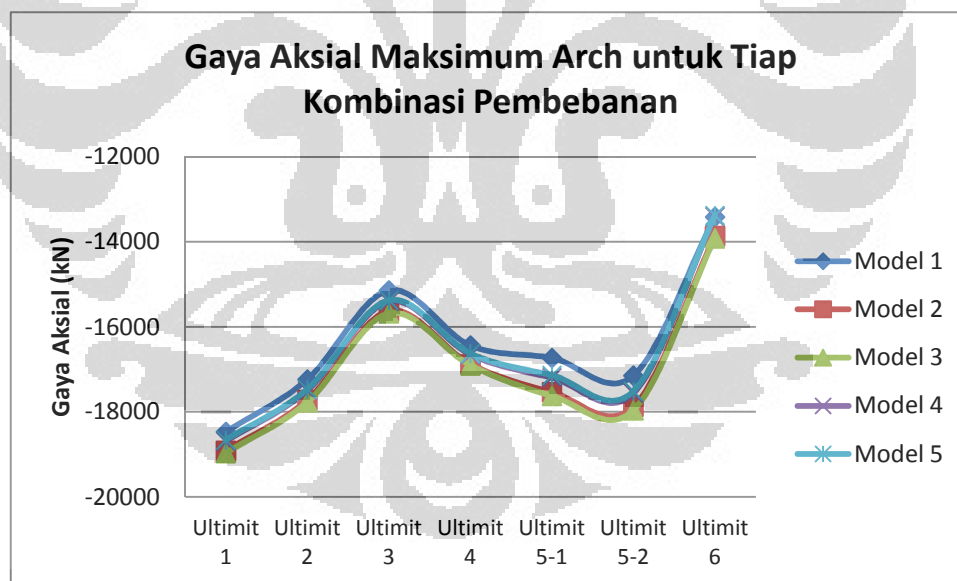 Gaya Aksial Maksimum Arch untuk Tiap
Kombinasi Pembebanan
Gaya Aksial (kN)
-12000
-14000
-16000
-18000
-20000
Ultimit 1
Ultimit 2
Ultimit 3
Ultimit 4
Ultimit 5-1
Ultimit 5-2
Ultimit 6
Model 1
Model 2
Model 3
Model 4
Model 5